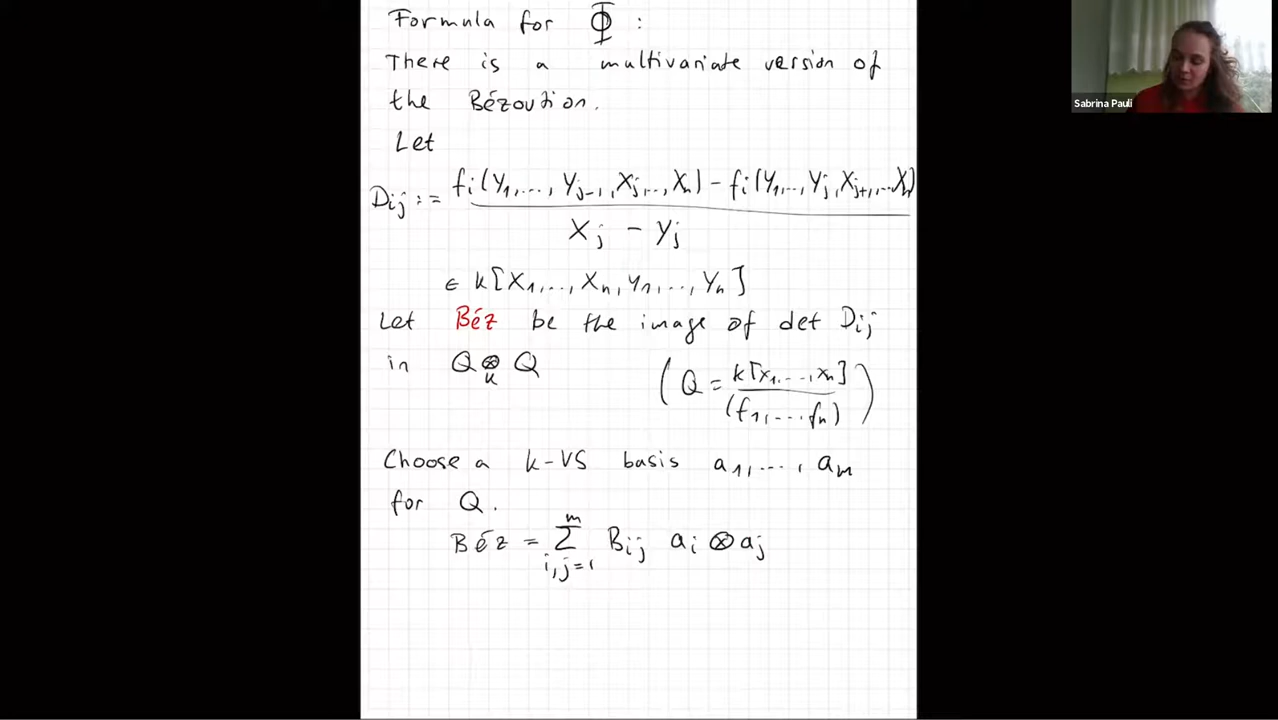 Formula for Φ :
There is a multivariate version of
the Bézoution.
Let
Dij := fi(Y1,..., Yj-1, Xj,.., Xn) - fi(Y1,..., Yj, Xj+1,...Xn) / Xj - Yj
∈ k[X1,.., Xn, Y1,..., Yn]
Let Béz be the image of det Dij
in Q ⊗k Q ( Q = k[x1,..., xn] / (f1,...fn) )
Choose a k-VS basis a1,..., am
for Q.
Béz = Σ i,j=1 m Bij ai ⊗ aj
Sabrina Pauli